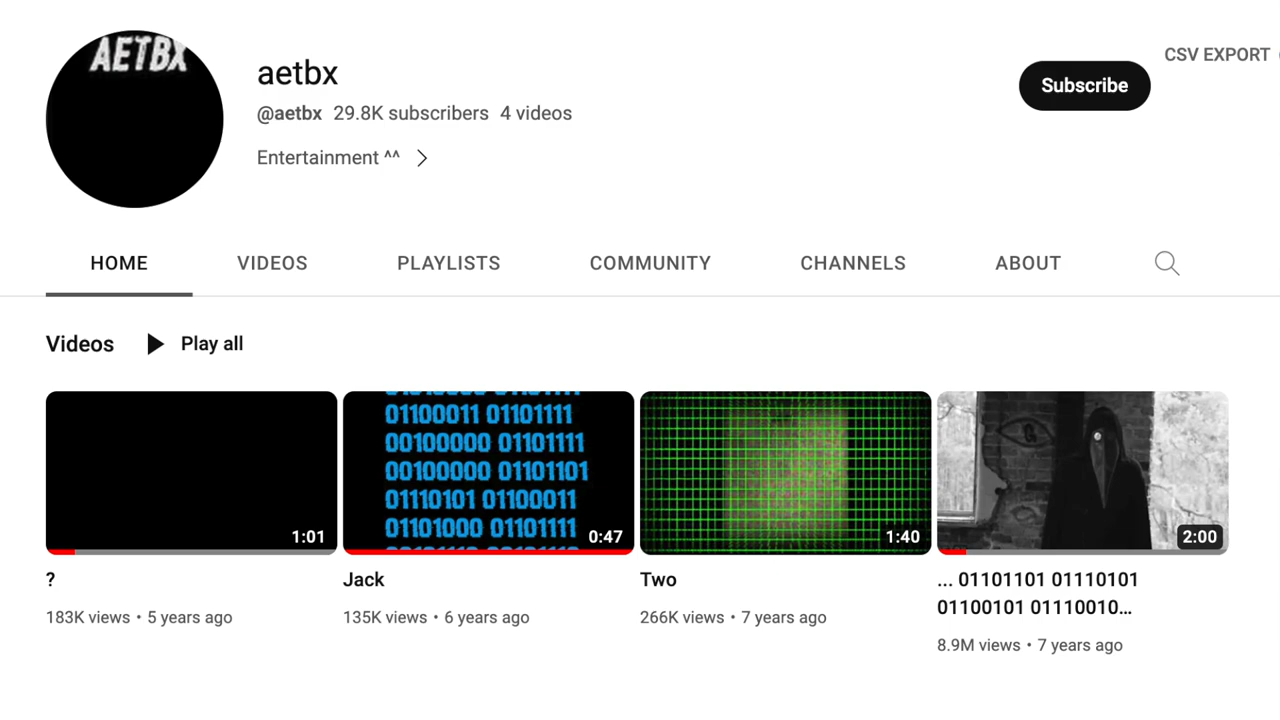 AETBX
aetbx
CSV EXPORT
Subscribe
@aetbx 29.8K subscribers 4 videos
Entertainment ^^
HOME VIDEOS PLAYLISTS COMMUNITY CHANNELS ABOUT
Videos Play all
01100011 01101111
00100000 01101111
00100000 01101101
01110101 01100011
01101000 01101111
1:01 0:47 1:40 2:00
? Jack Two ... 01101101 01110101
01100101 01110010...
183K views • 5 years ago 135K views • 6 years ago 266K views • 7 years ago
8.9M views • 7 years ago